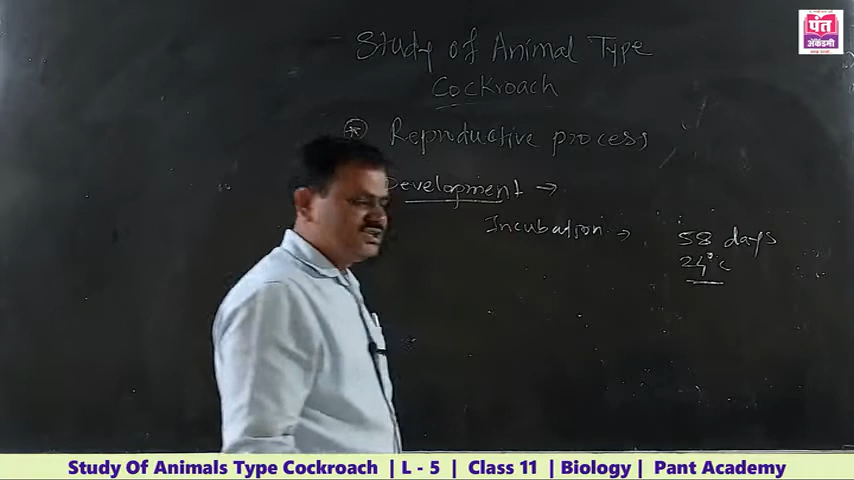 पंत
अॅकॅडमी
Study of Animal Type
Cockroach
* Reproductive process
Development →
Incubation → 58 days
24°c
Study Of Animals Type Cockroach | L - 5 | Class 11 | Biology | Pant Academy